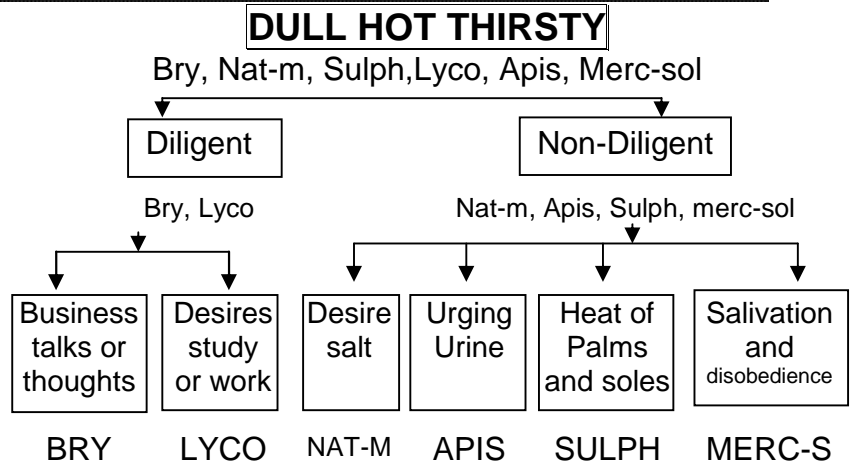 DULL HOT THIRSTY
Bry, Nat-m, Sulph,Lyco, Apis, Merc-sol
Diligent
Non-Diligent
Bry, Lyco
Nat-m, Apis, Sulph, merc-sol
Business
talks or
thoughts
Desires
study
or work
Desire
salt
Urging
Urine
Heat of
Palms
and soles
Salivation
and
disobedience
BRY
LYCO
NAT-M
APIS
SULPH
MERC-S